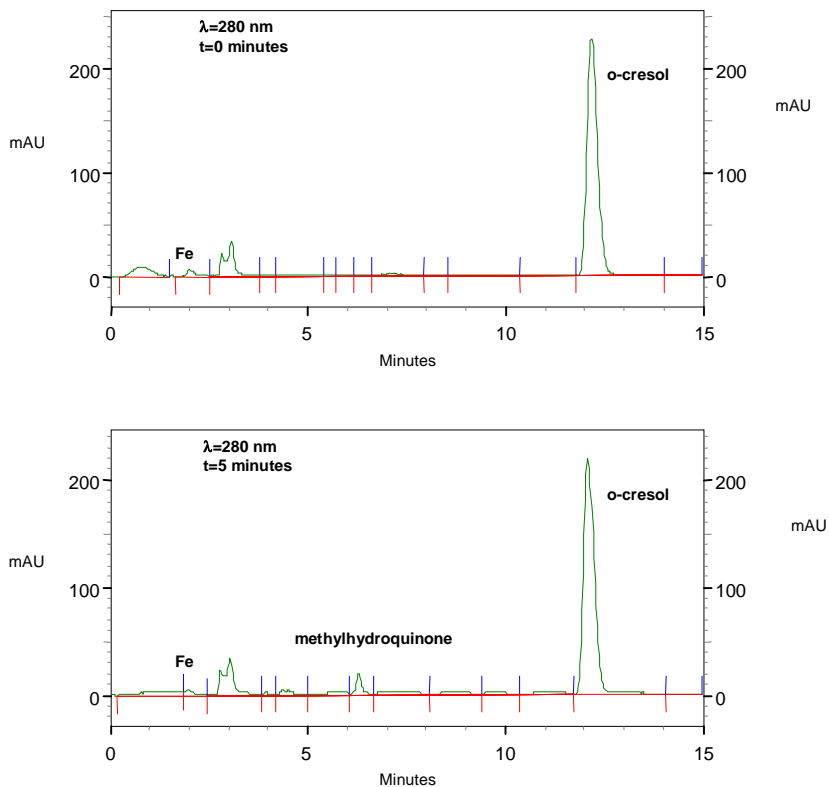 λ=280 nm
t=0 minutes
o-cresol
200
200
mAU
mAU
100
100
Fe
0
0
0
5
10
15
Minutes
λ=280 nm
t=5 minutes
200
o-cresol
200
mAU
mAU
100
100
methylhydroquinone
Fe
0
0
0
5
10
15
Minutes